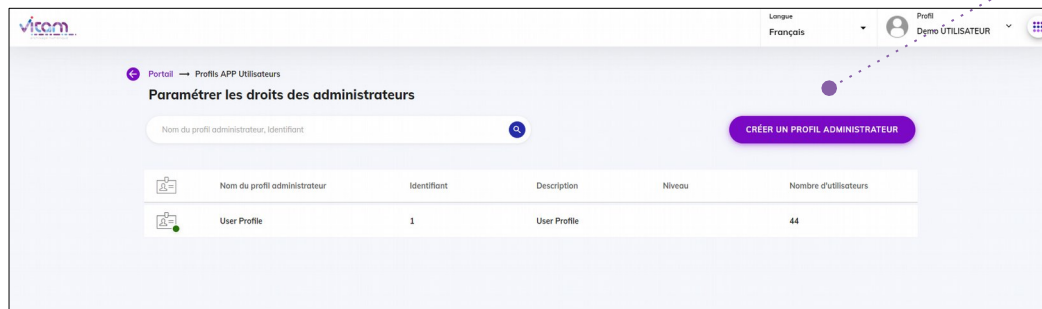 vitam
Langue
Français
Profil
Demo UTILISATEUR
Portail → Profils APP Utilisateurs
Paramétrer les droits des administrateurs
Nom du profil administrateur, Identifiant
CRÉER UN PROFIL ADMINISTRATEUR
Nom du profil administrateur Identifiant Description Niveau Nombre d'utilisateurs
User Profile 1 User Profile 44